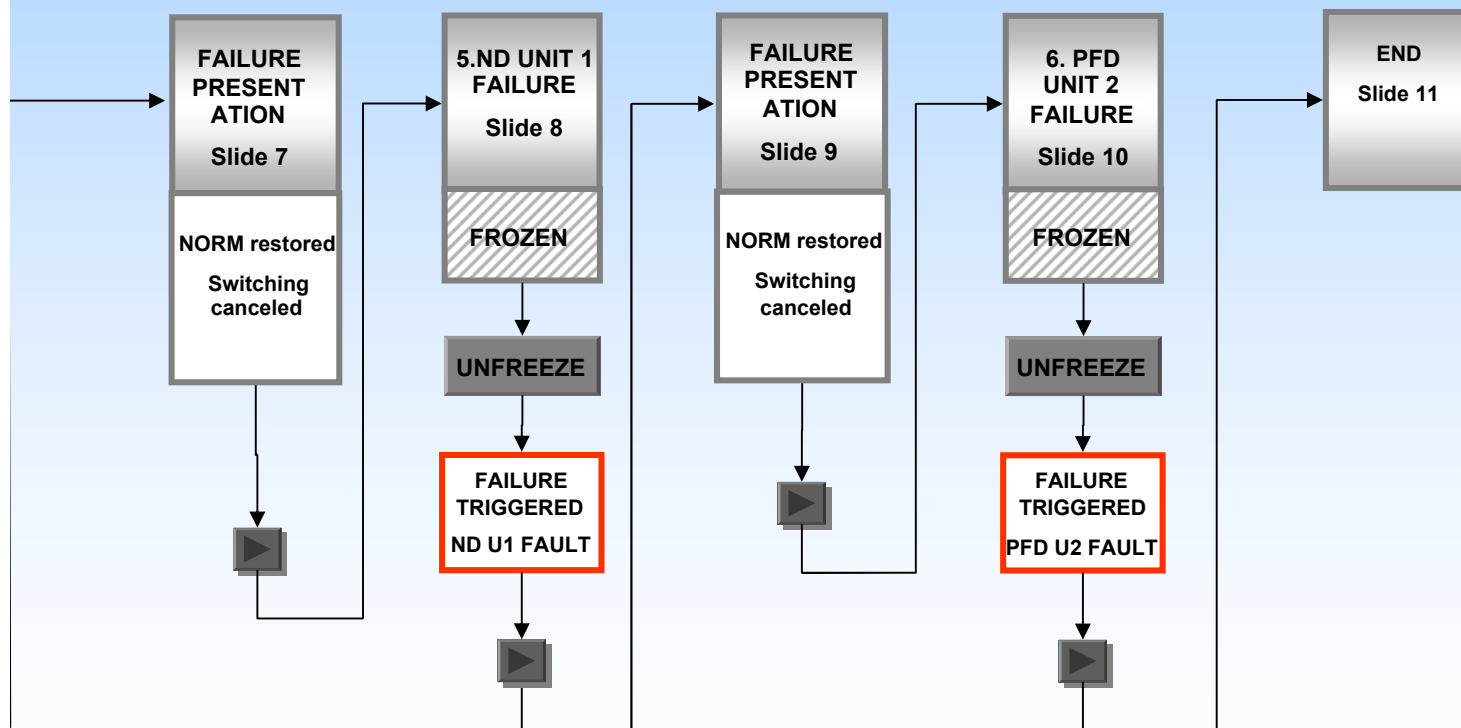 FAILURE
PRESENT
ATION
Slide 7
NORM restored
Switching
canceled
5.ND UNIT 1
FAILURE
Slide 8
FROZEN
UNFREEZE
FAILURE
TRIGGERED
ND U1 FAULT
FAILURE
PRESENT
ATION
Slide 9
NORM restored
Switching
canceled
6. PFD
UNIT 2
FAILURE
Slide 10
FROZEN
UNFREEZE
FAILURE
TRIGGERED
PFD U2 FAULT
END
Slide 11